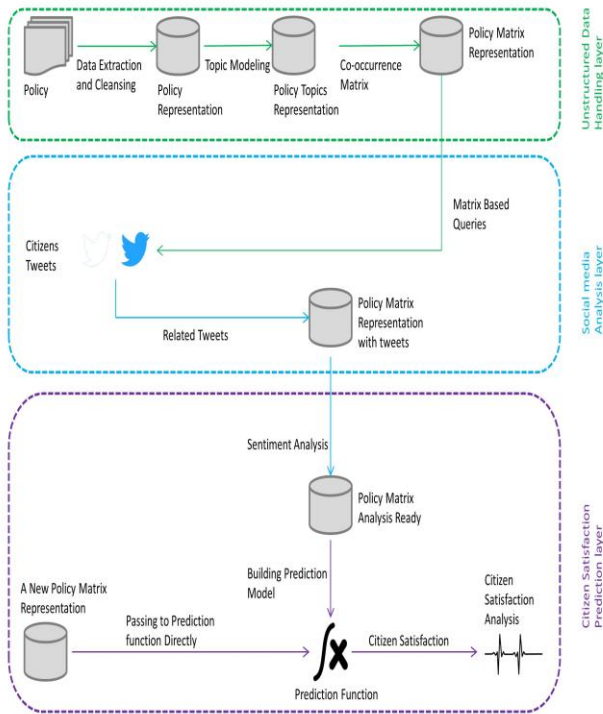 Policy
Data Extraction
and Cleansing
Policy
Representation
Topic Modeling
Policy Topics
Representation
Co-occurrence
Matrix
Policy Matrix
Representation
Unstructured Data
Handling layer
Matrix Based
Queries
Citizens
Tweets
Related Tweets
Policy Matrix
Representation
with tweets
Social media
Analysis layer
Sentiment Analysis
Policy Matrix
Analysis Ready
Building Prediction
Model
A New Policy Matrix
Representation
Passing to Prediction
function Directly
∫x
Prediction Function
Citizen Satisfaction
Citizen
Satisfaction
Analysis
Citizen Satisfaction
Prediction layer